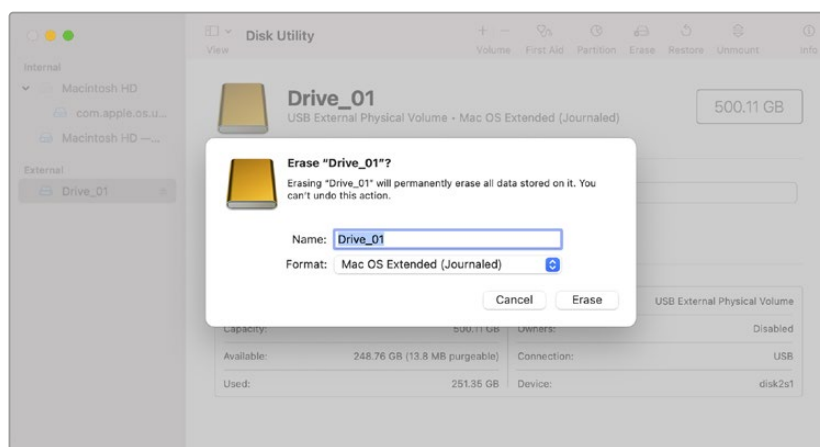 Disk Utility
View
Volume First Aid Partition Erase Restore Unmount Info
Internal
Macintosh HD
com.apple.os.u...
Macintosh HD —...
External
Drive_01
Drive_01
USB External Physical Volume • Mac OS Extended (Journaled)
500.11 GB
Erase “Drive_01”?
Erasing “Drive_01” will permanently erase all data stored on it. You
can’t undo this action.
Name: Drive_01
Format: Mac OS Extended (Journaled)
Cancel Erase
USB External Physical Volume
Capacity: 500.11 GB Owners: Disabled
Available: 248.76 GB (13.8 MB purgeable) Connection: USB
Used: 251.35 GB Device: disk2s1